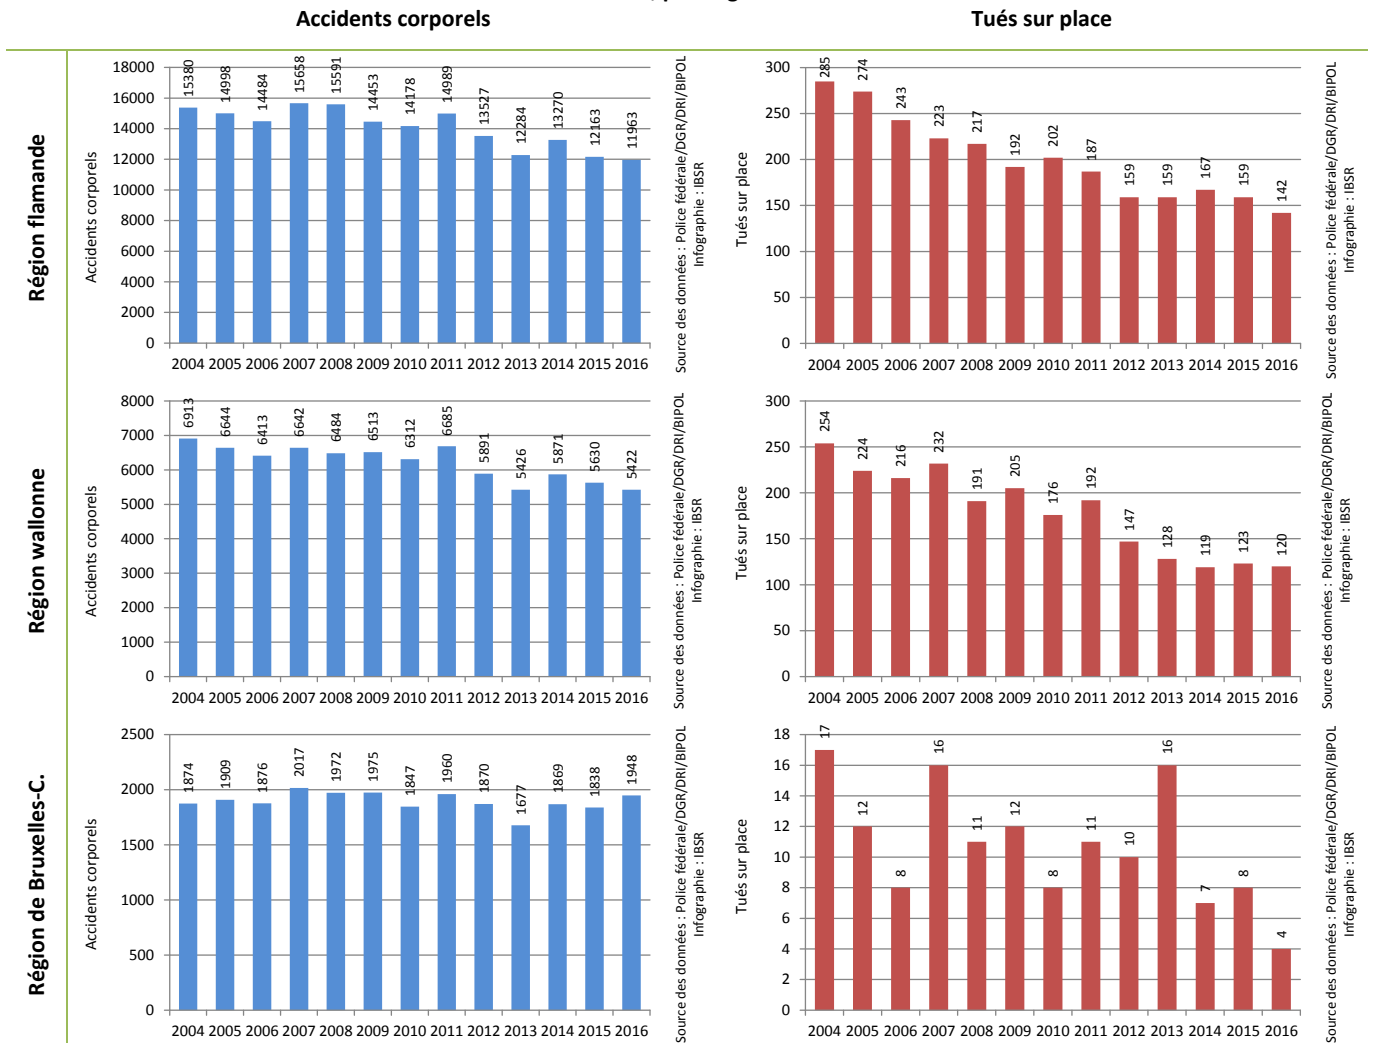 Accidents corporels
Tués sur place
Région flamande
Accidents corporels
18000
16000
14000
12000
10000
8000
6000
4000
2000
0
15380 14998 14484 15658 15591 14453 14178 14989 13527 12284 13270 12163 11963
2004 2005 2006 2007 2008 2009 2010 2011 2012 2013 2014 2015 2016
Source des données : Police fédérale/DGR/DRI/BIPOL
Infographie : IBSR
Tués sur place
300
250
200
150
100
50
0
285 274 243 223 217 192 202 187 159 159 167 159 142
2004 2005 2006 2007 2008 2009 2010 2011 2012 2013 2014 2015 2016
Source des données : Police fédérale/DGR/DRI/BIPOL
Infographie : IBSR
Région wallonne
Accidents corporels
8000
7000
6000
5000
4000
3000
2000
1000
0
6913 6644 6413 6642 6484 6513 6312 6685 5891 5426 5871 5630 5422
2004 2005 2006 2007 2008 2009 2010 2011 2012 2013 2014 2015 2016
Source des données : Police fédérale/DGR/DRI/BIPOL
Infographie : IBSR
Tués sur place
300
250
200
150
100
50
0
254 224 216 232 191 205 176 192 147 128 119 123 120
2004 2005 2006 2007 2008 2009 2010 2011 2012 2013 2014 2015 2016
Source des données : Police fédérale/DGR/DRI/BIPOL
Infographie : IBSR
Région de Bruxelles-C.
Accidents corporels
2500
2000
1500
1000
500
0
1874 1909 1876 2017 1972 1975 1847 1960 1870 1677 1869 1838 1948
2004 2005 2006 2007 2008 2009 2010 2011 2012 2013 2014 2015 2016
Source des données : Police fédérale/DGR/DRI/BIPOL
Infographie : IBSR
Tués sur place
18
16
14
12
10
8
6
4
2
0
17 12 8 16 11 12 8 11 10 16 7 8 4
2004 2005 2006 2007 2008 2009 2010 2011 2012 2013 2014 2015 2016
Source des données : Police fédérale/DGR/DRI/BIPOL
Infographie : IBSR